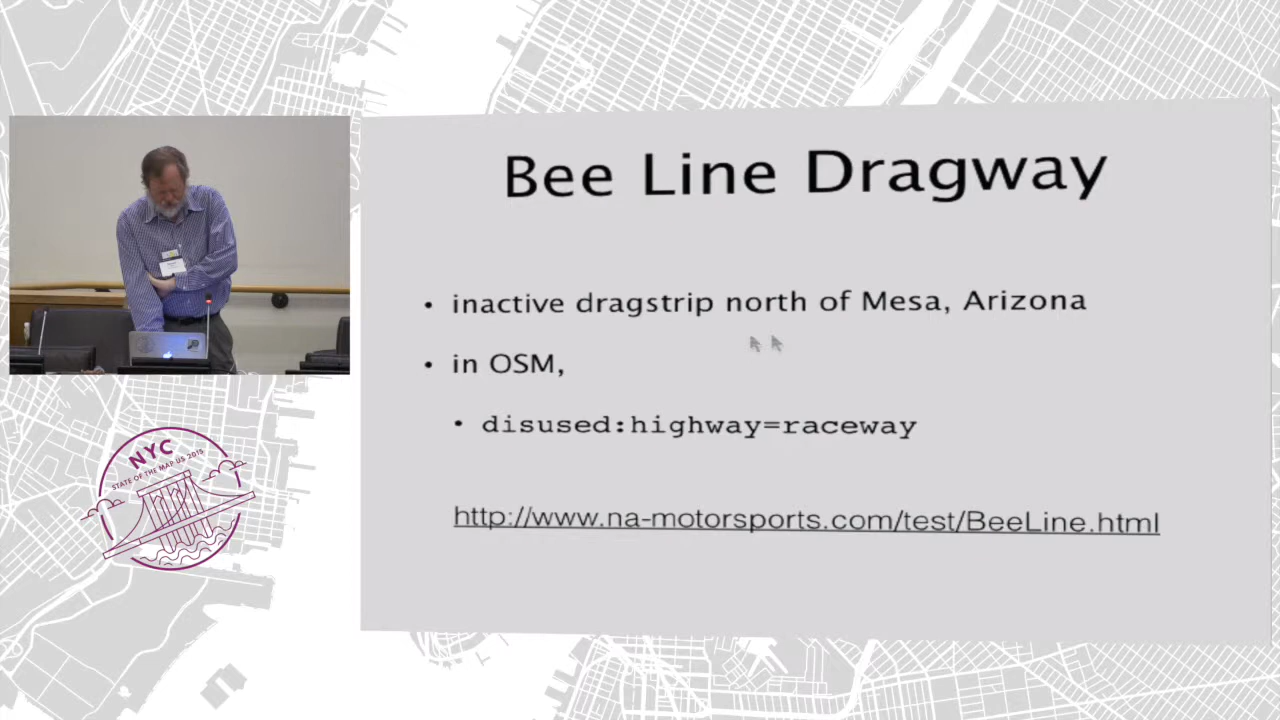 Bee Line Dragway
• inactive dragstrip north of Mesa, Arizona
• in OSM,
• disused:highway=raceway
http://www.na-motorsports.com/test/BeeLine.html
NYC
STATE OF THE MAP US 2015